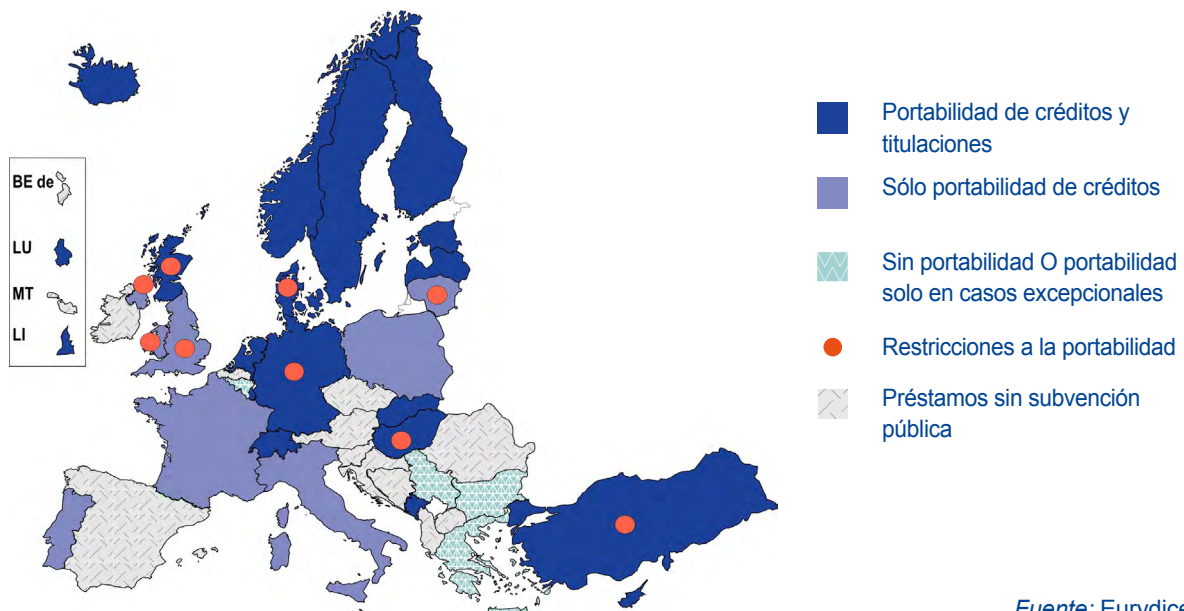 BE de
LU
MT
LI
Portabilidad de créditos y
titulaciones
Sólo portabilidad de créditos
Sin portabilidad O portabilidad
solo en casos excepcionales
Restricciones a la portabilidad
Préstamos sin subvención
pública
Fuente: Eurydice